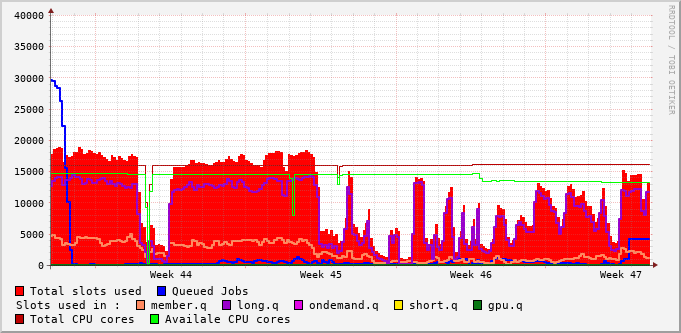 40000
35000
30000
25000
20000
15000
10000
5000
0
Week 44 Week 45 Week 46 Week 47
RRDTOOL / TOBI OETIKER
Total slots used Queued Jobs
Slots used in : member.q long.q ondemand.q short.q gpu.q
Total CPU cores Availale CPU cores